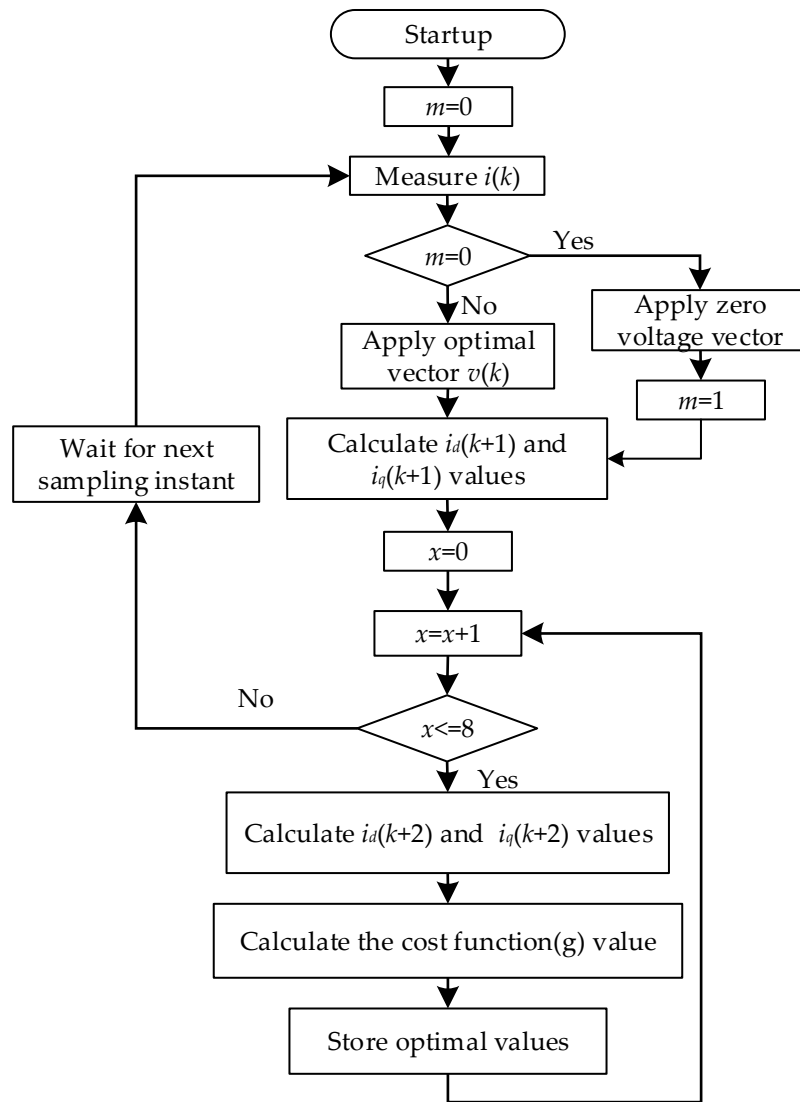 Startup
m=0
Measure i(k)
m=0
Yes
No
Apply zero
voltage vector
Apply optimal
vector v(k)
m=1
Calculate id(k+1) and
iq(k+1) values
Wait for next
sampling instant
x=0
x=x+1
No
x<=8
Yes
Calculate id(k+2) and iq(k+2) values
Calculate the cost function(g) value
Store optimal values